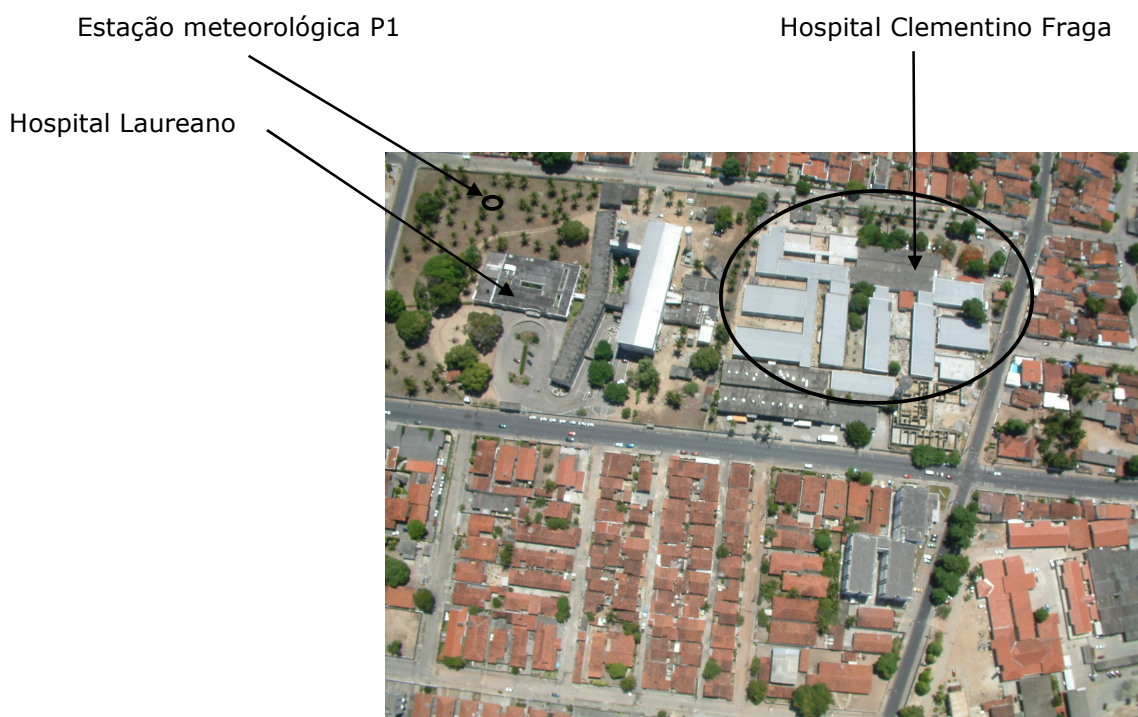 Estação meteorológica P1
Hospital Clementino Fraga
Hospital Laureano